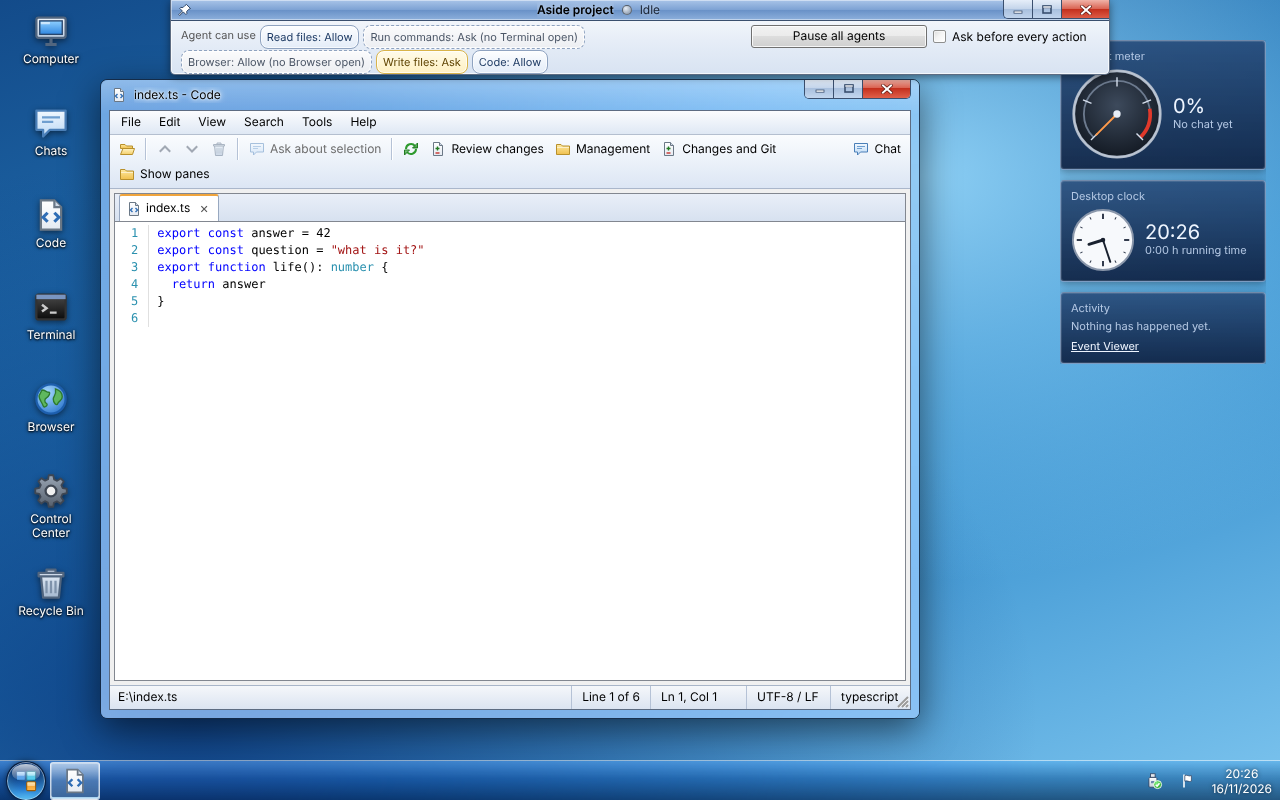 Computer
Chats
Code
Terminal
Browser
Control
Center
Recycle Bin
Aside project
Idle
Agent can use
Read files: Allow
Run commands: Ask (no Terminal open)
Browser: Allow (no Browser open)
Write files: Ask
Code: Allow
Pause all agents
Ask before every action
index.ts - Code
File Edit View Search Tools Help
Ask about selection
Review changes
Management
Changes and Git
Chat
Show panes
index.ts
1 export const answer = 42
2 export const question = "what is it?"
3 export function life(): number {
4 return answer
5 }
6
E:\index.ts
Line 1 of 6
Ln 1, Col 1
UTF-8 / LF
typescript
meter
0%
No chat yet
Desktop clock
20:26
0:00 h running time
Activity
Nothing has happened yet.
Event Viewer
20:26
16/11/2026